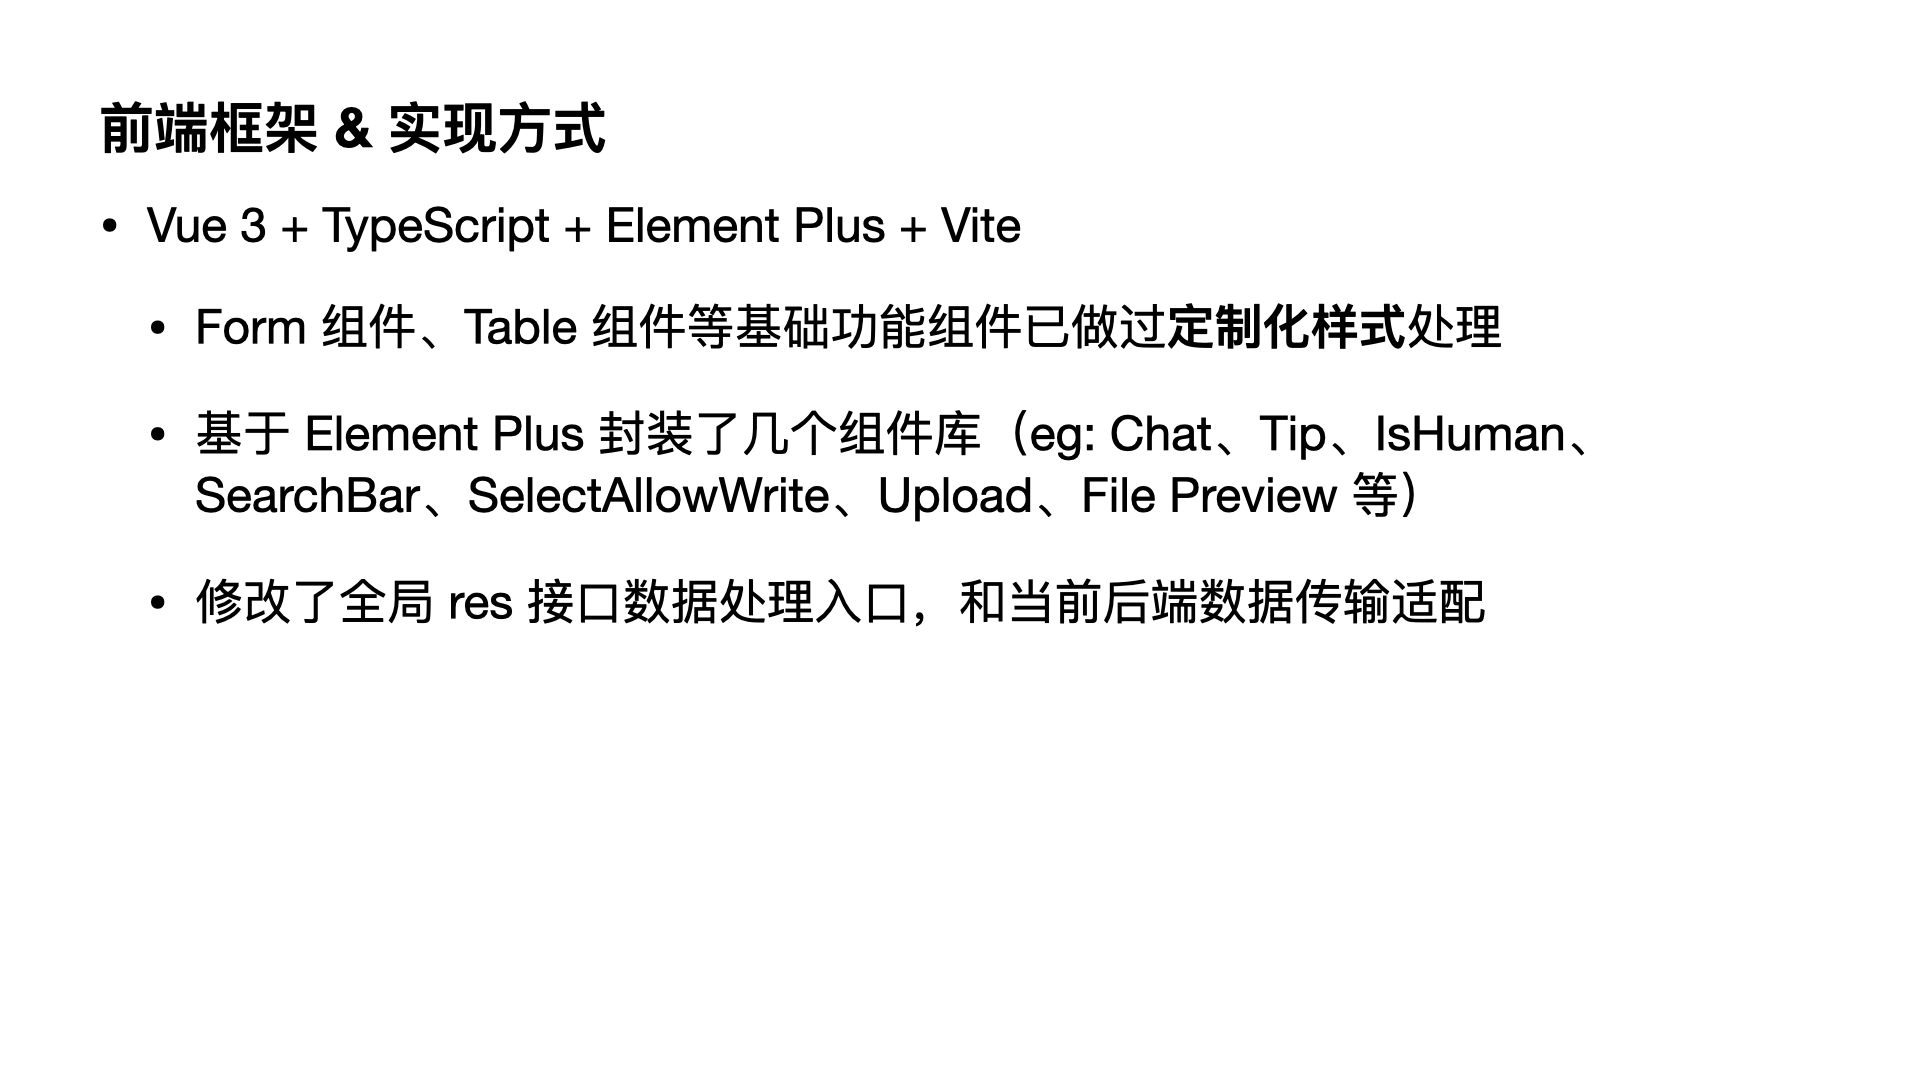 前端框架 & 实现方式
• Vue 3 + TypeScript + Element Plus + Vite
• Form 组件、Table 组件等基础功能组件已做过定制化样式处理
• 基于 Element Plus 封装了几个组件库（eg: Chat、Tip、IsHuman、
SearchBar、SelectAllowWrite、Upload、File Preview 等）
• 修改了全局 res 接口数据处理入口，和当前后端数据传输适配